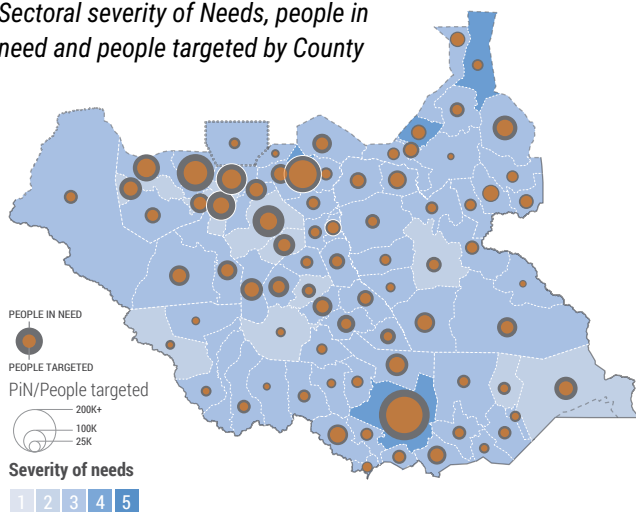 Sectoral severity of Needs, people in
need and people targeted by County
PEOPLE IN NEED
PEOPLE TARGETED
PiN/People targeted
200K+
100K
25K
Severity of needs
1 2 3 4 5